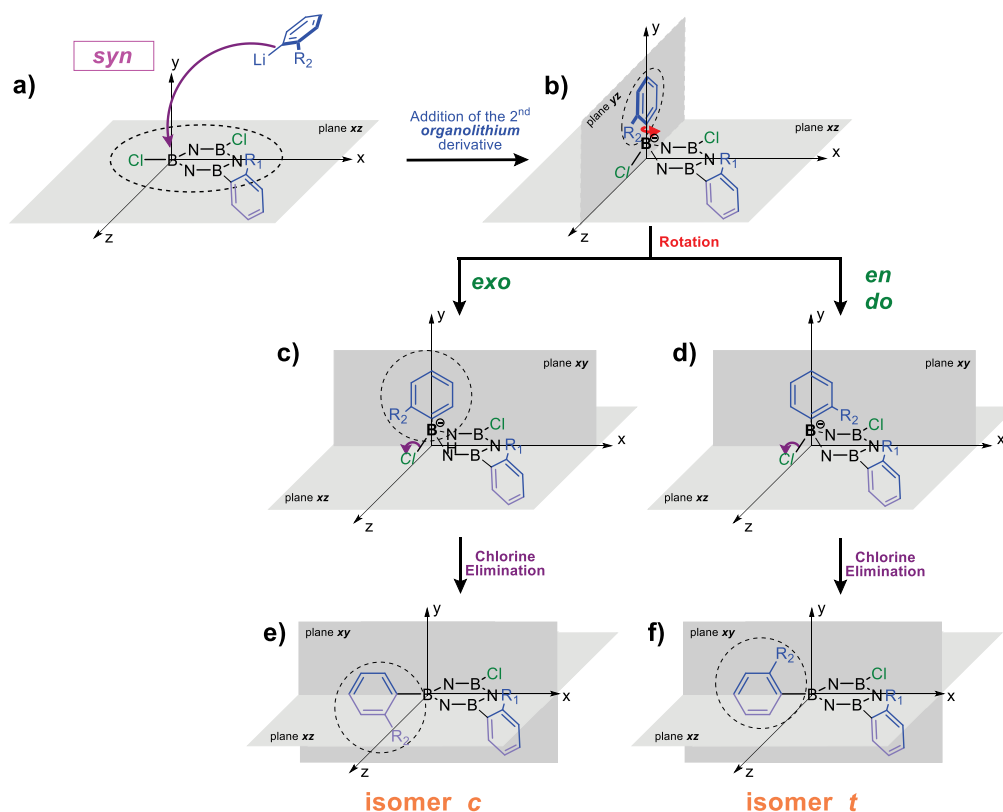 syn
Li
R₂
a)
y
plane xz
Cl
B
N
B
Cl
N
R₁
N
B
x
z
Addition of the 2nd
organolithium
derivative
b)
y
plane yz
R₂
plane xz
B
⊖
Cl
N
B
Cl
N
R₁
N
B
x
z
Rotation
exo
en
do
c)
y
plane xy
R₂
B
⊖
Cl
N
B
Cl
N
H
N
R₁
B
x
plane xz
z
d)
y
plane xy
R₂
B
⊖
Cl
N
B
Cl
N
R₁
N
B
x
plane xz
z
Chlorine
Elimination
Chlorine
Elimination
e)
y
plane xy
Cl
B
N
B
N
R₁
N
B
x
R₂
plane xz
z
f)
y
plane xy
R₂
Cl
B
N
B
N
R₁
N
B
x
plane xz
z
isomer c
isomer t